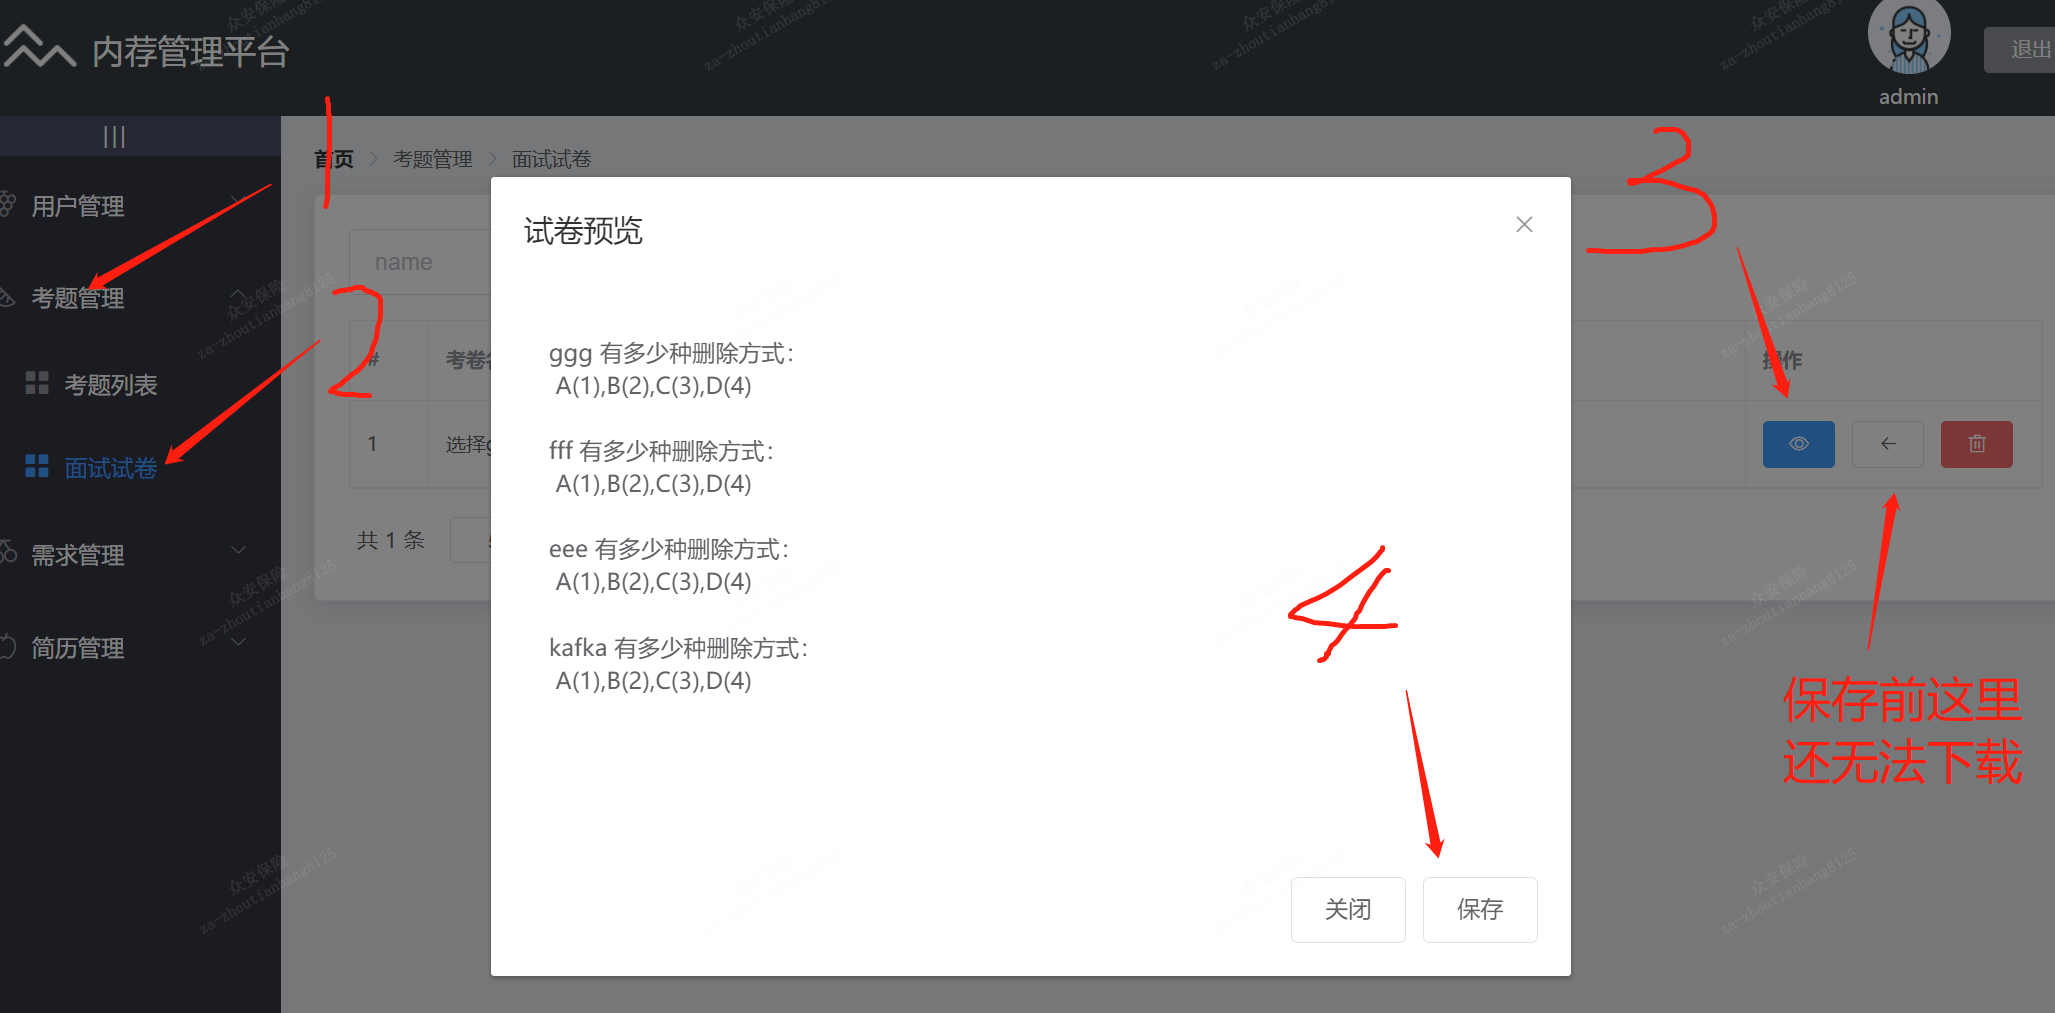 内荐管理平台
退出
admin
|||
首页 > 考题管理 > 面试试卷
1
用户管理
考题管理
考题列表
面试试卷
需求管理
简历管理
name
2
# 考卷
操作
1 选择
共 1 条
3
试卷预览
ggg 有多少种删除方式：
A(1),B(2),C(3),D(4)
fff 有多少种删除方式：
A(1),B(2),C(3),D(4)
eee 有多少种删除方式：
A(1),B(2),C(3),D(4)
kafka 有多少种删除方式：
A(1),B(2),C(3),D(4)
4
关闭 保存
保存前这里
还无法下载
众安保险
za-zhoutianhang8125